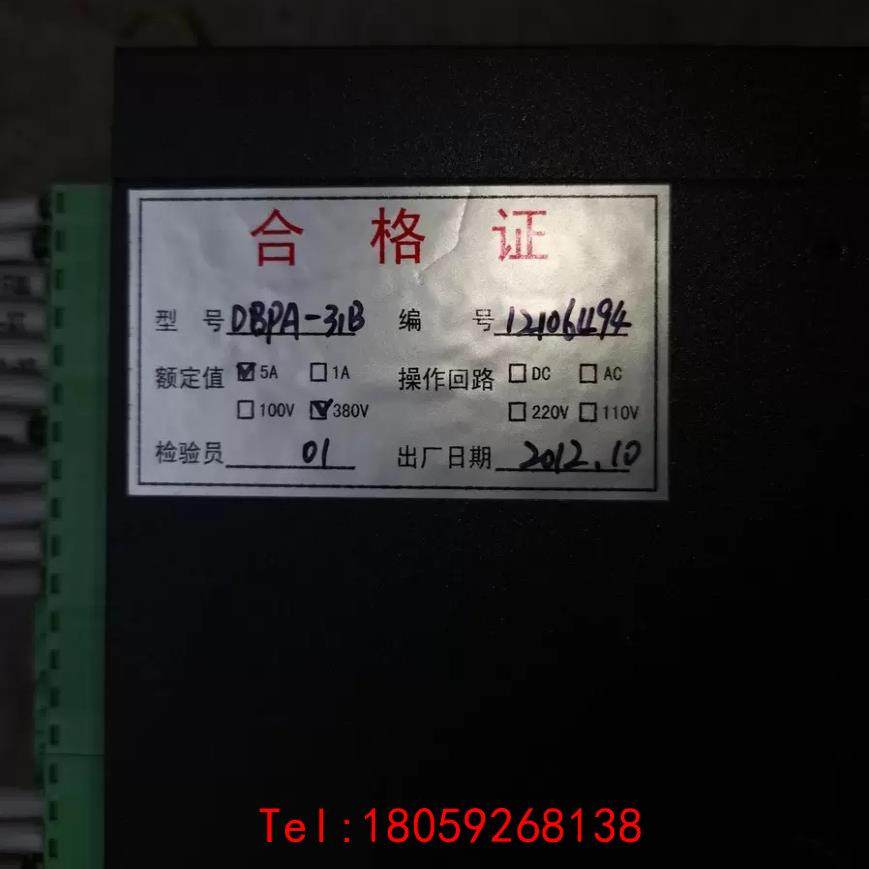 合格证
型 号 DBPA-31B 编 号 12106494
额定值 ☑5A □1A 操作回路 □DC □AC
□100V ☑380V □220V □110V
检验员 01 出厂日期 2012.10
Tel:18059268138